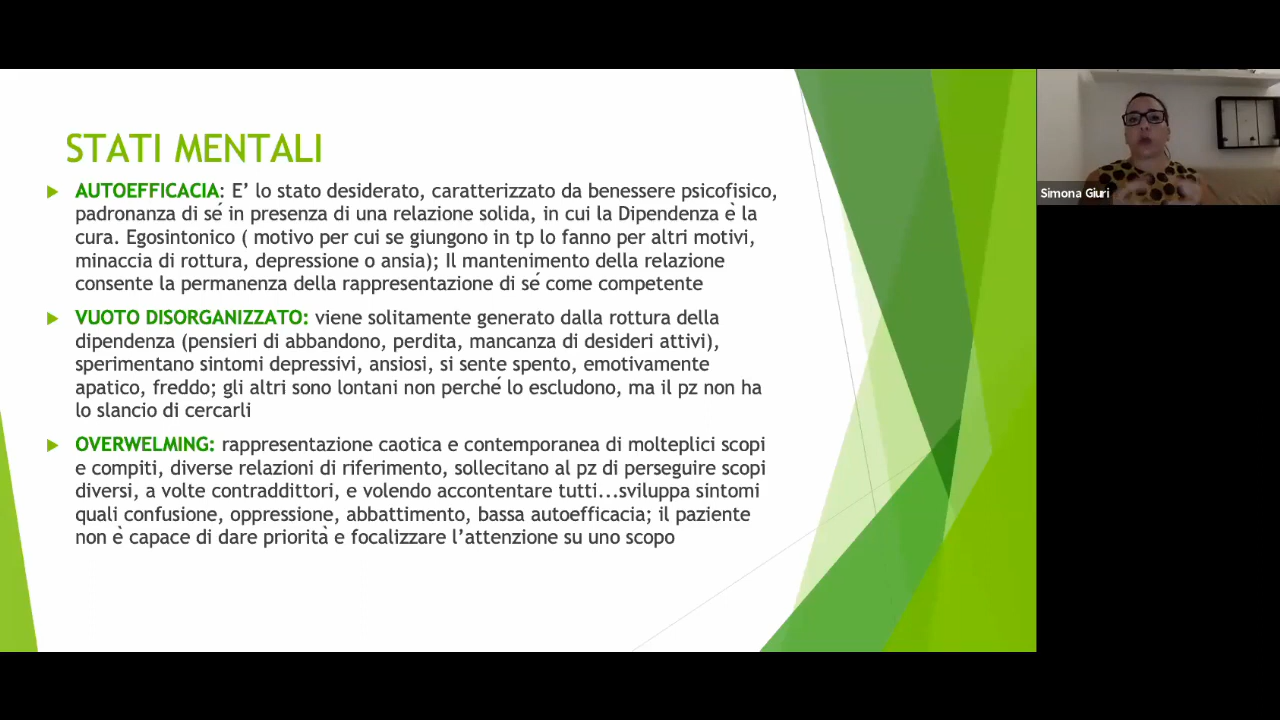 STATI MENTALI
AUTOEFFICACIA: E' lo stato desiderato, caratterizzato da benessere psicofisico,
padronanza di sé in presenza di una relazione solida, in cui la Dipendenza è la
cura. Egosintonico ( motivo per cui se giungono in tp lo fanno per altri motivi,
minaccia di rottura, depressione o ansia); Il mantenimento della relazione
consente la permanenza della rappresentazione di sé come competente
VUOTO DISORGANIZZATO: viene solitamente generato dalla rottura della
dipendenza (pensieri di abbandono, perdita, mancanza di desideri attivi),
sperimentano sintomi depressivi, ansiosi, si sente spento, emotivamente
apatico, freddo; gli altri sono lontani non perché lo escludono, ma il pz non ha
lo slancio di cercarli
OVERWELMING: rappresentazione caotica e contemporanea di molteplici scopi
e compiti, diverse relazioni di riferimento, sollecitano al pz di perseguire scopi
diversi, a volte contraddittori, e volendo accontentare tutti...sviluppa sintomi
quali confusione, oppressione, abbattimento, bassa autoefficacia; il paziente
non è capace di dare priorità e focalizzare l'attenzione su uno scopo
Simona Giuri